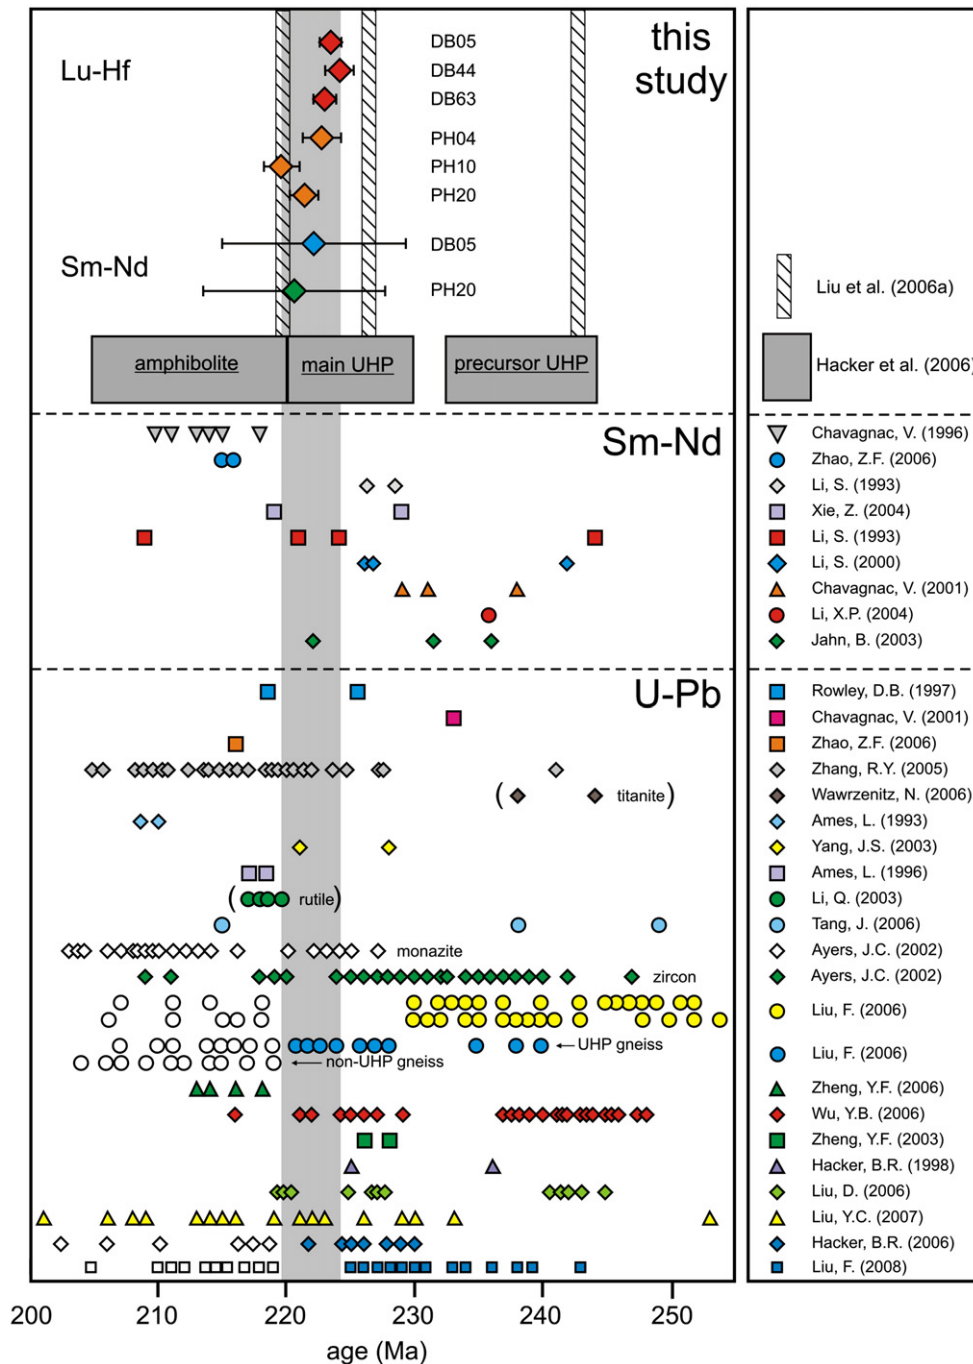 this
study
Lu-Hf
DB05
DB44
DB63
PH04
PH10
PH20
Sm-Nd
DB05
PH20
amphibolite
main UHP
precursor UHP
Liu et al. (2006a)
Hacker et al. (2006)
Sm-Nd
Chavagnac, V. (1996)
Zhao, Z.F. (2006)
Li, S. (1993)
Xie, Z. (2004)
Li, S. (1993)
Li, S. (2000)
Chavagnac, V. (2001)
Li, X.P. (2004)
Jahn, B. (2003)
U-Pb
Rowley, D.B. (1997)
Chavagnac, V. (2001)
Zhao, Z.F. (2006)
Zhang, R.Y. (2005)
( titanite )
Wawrzenitz, N. (2006)
Ames, L. (1993)
Yang, J.S. (2003)
Ames, L. (1996)
( rutile )
Li, Q. (2003)
Tang, J. (2006)
monazite
Ayers, J.C. (2002)
zircon
Ayers, J.C. (2002)
Liu, F. (2006)
UHP gneiss
Liu, F. (2006)
non-UHP gneiss
Zheng, Y.F. (2006)
Wu, Y.B. (2006)
Zheng, Y.F. (2003)
Hacker, B.R. (1998)
Liu, D. (2006)
Liu, Y.C. (2007)
Hacker, B.R. (2006)
Liu, F. (2008)
200 210 220 230 240 250
age (Ma)